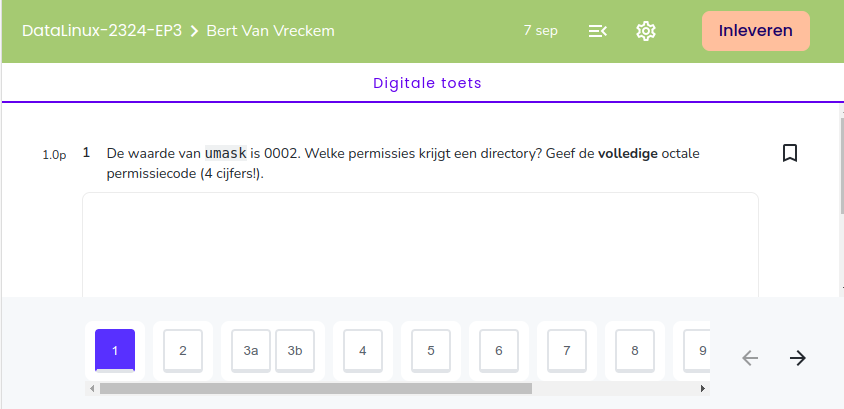 DataLinux-2324-EP3 > Bert Van Vreckem 7 sep Inleveren
Digitale toets
1.0p 1 De waarde van umask is 0002. Welke permissies krijgt een directory? Geef de volledige octale
permissiecode (4 cijfers!).
1 2 3a 3b 4 5 6 7 8 9